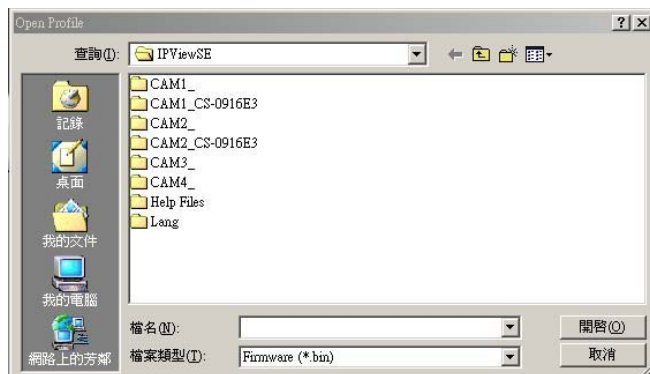 Open Profile
查詢(I): IPViewSE
CAM1_
CAM1_CS-0916E3
CAM2_
CAM2_CS-0916E3
CAM3_
CAM4_
Help Files
Lang
記錄
桌面
我的文件
我的電腦
網路上的芳鄰
檔名(N):
開啓(O)
檔案類型(T): Firmware (*.bin)
取消